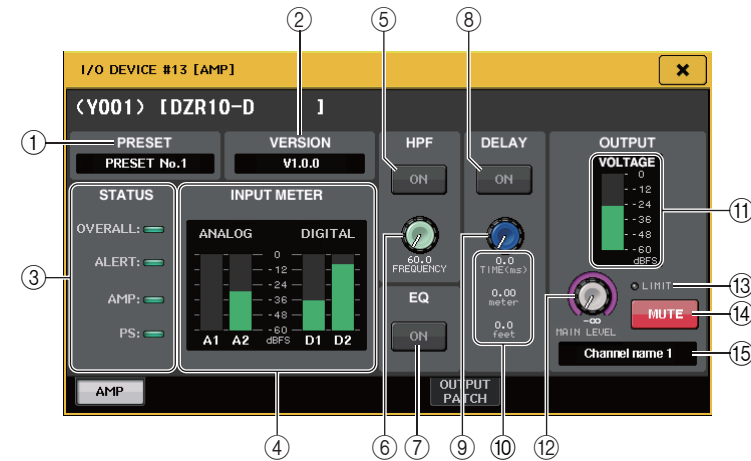 ② ⑤ ⑧
I/O DEVICE #13 [AMP]
(Y001) [DZR10-D ]
① PRESET VERSION HPF DELAY OUTPUT
PRESET No.1 V1.0.0 ON ON VOLTAGE
0
-12
-24
-36
-48
-60
dBFS
⑪
③ STATUS INPUT METER
OVERALL:
ALERT:
AMP:
PS:
ANALOG DIGITAL
0
-12
-24
-36
-48
-60
A1 A2 dBFS D1 D2
60.0
FREQUENCY
0.0
TIME(ms)
0.00
meter
0.0
feet
EQ
ON
LIMIT ⑬
-∞
MAIN LEVEL
MUTE ⑭
Channel name 1 ⑮
AMP OUTPUT
PATCH
④ ⑥ ⑦ ⑨ ⑩ ⑫